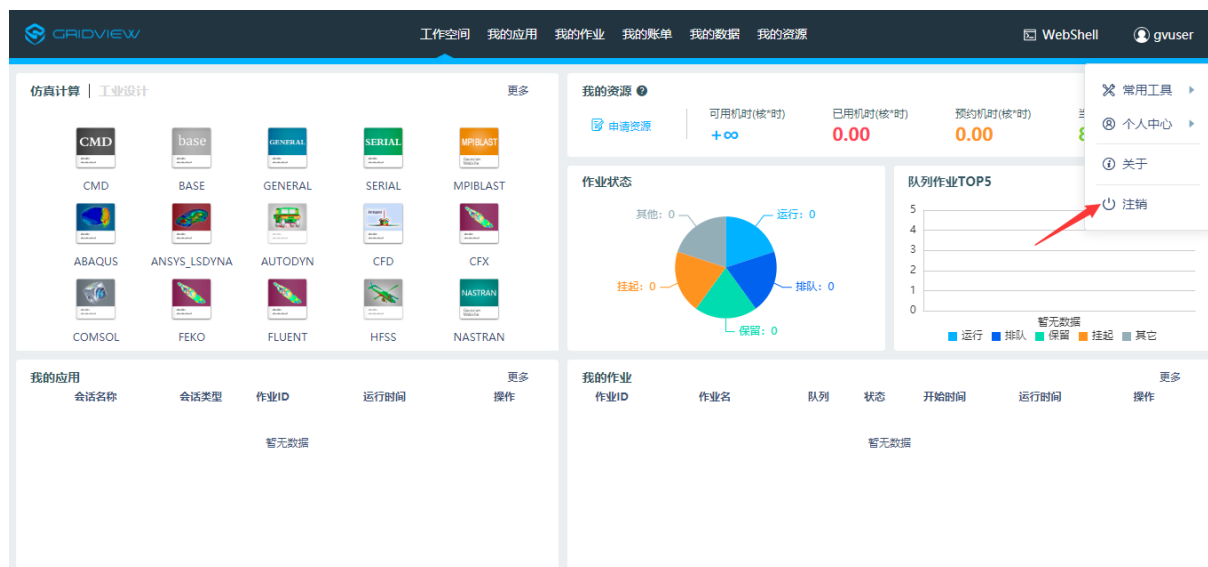 GRIDVIEW 工作空间 我的应用 我的作业 我的账单 我的数据 我的资源 WebShell gvuser
常用工具
个人中心
关于
注销
仿真计算 工业设计 更多
CMD base GENERAL SERIAL MPIBLAST
CMD BASE GENERAL SERIAL MPIBLAST
ABAQUS ANSYS_LSDYNA AUTODYN CFD CFX
NASTRAN
COMSOL FEKO FLUENT HFSS NASTRAN
我的资源
申请资源
可用机时(核*时) 已用机时(核*时) 预约机时(核*时)
+∞ 0.00 0.00
作业状态
其他: 0
运行: 0
挂起: 0
排队: 0
保留: 0
队列作业TOP5
5
4
3
2
1
0
暂无数据
运行 排队 保留 挂起 其它
我的应用 更多
会话名称 会话类型 作业ID 运行时间 操作
暂无数据
我的作业 更多
作业ID 作业名 队列 状态 开始时间 运行时间 操作
暂无数据